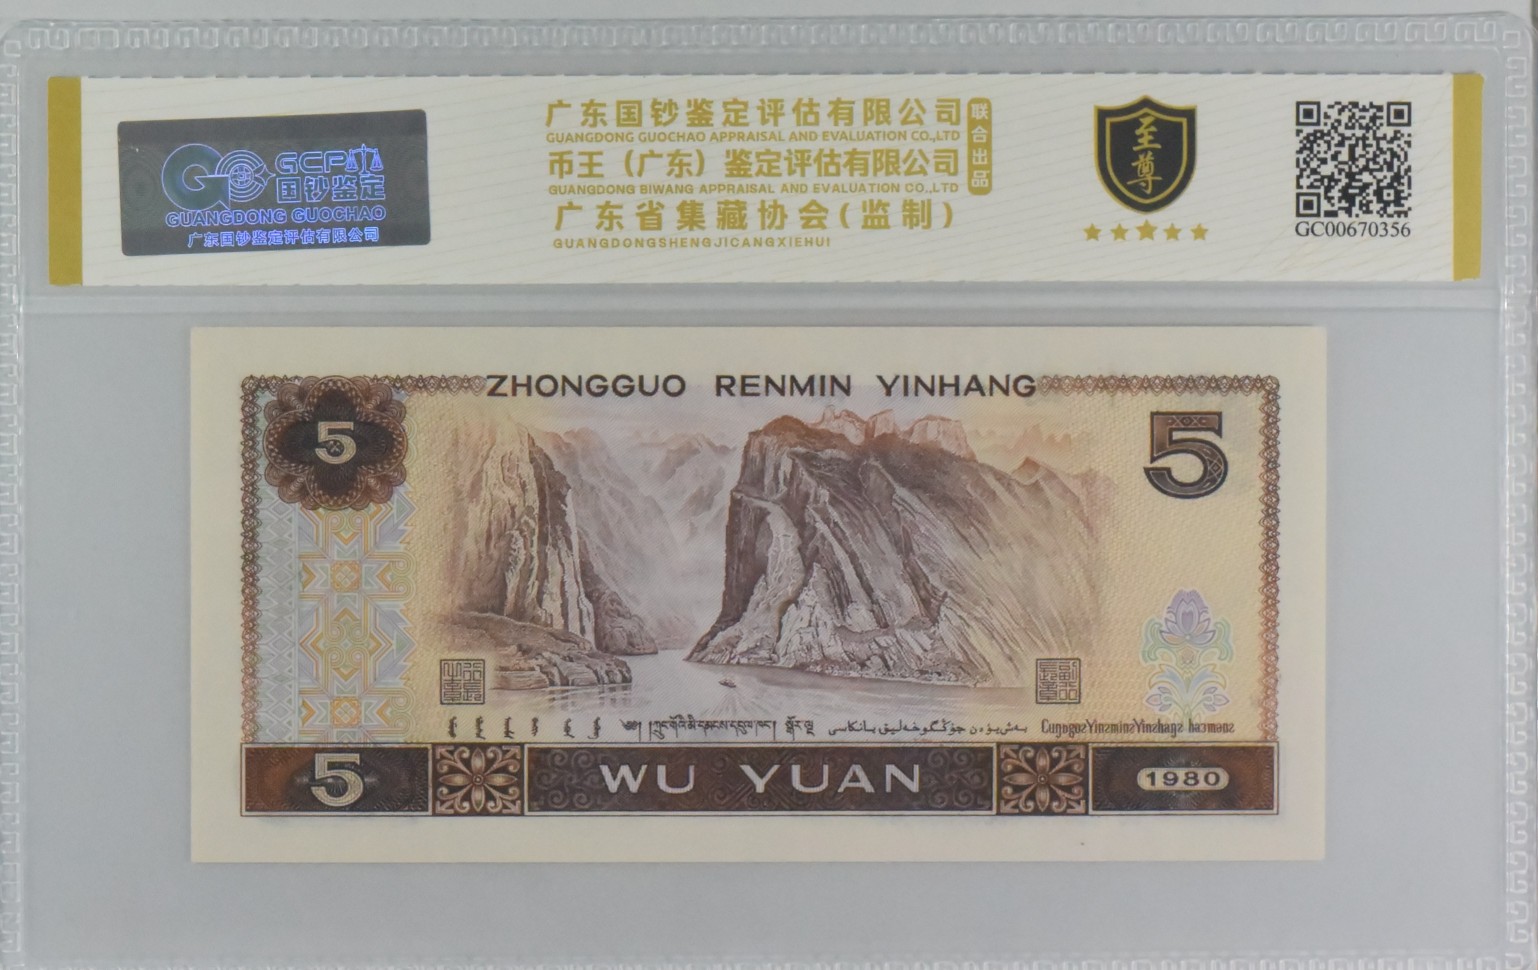 GCP
国钞鉴定
GUANGDONG GUOCHAO
广东国钞鉴定评估有限公司
广东国钞鉴定评估有限公司
GUANGDONG GUOCHAO APPRAISAL AND EVALUATION CO.,LTD
币王（广东）鉴定评估有限公司
GUANGDONG BIWANG APPRAISAL AND EVALUATION CO.,LTD
广东省集藏协会(监制)
GUANGDONGSHENGJICANGXIEHUI
联合出品
至尊
GC00670356
ZHONGGUO RENMIN YINHANG
5
5
5
WU YUAN
1980